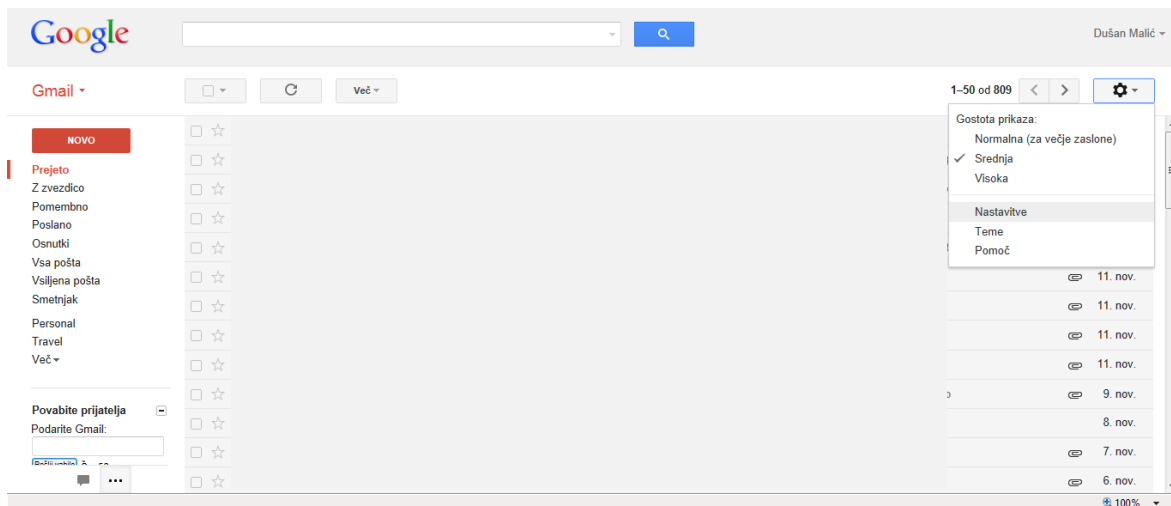 Google
Dušan Malić
Gmail
Več
1–50 od 809
NOVO
Prejeto
Z zvezdico
Pomembno
Poslano
Osnutki
Vsa pošta
Vsiljena pošta
Smetnjak
Personal
Travel
Več
Povabite prijatelja
Podarite Gmail:
Gostota prikaza:
Normalna (za večje zaslone)
Srednja
Visoka
Nastavitve
Teme
Pomoč
11. nov.
11. nov.
11. nov.
11. nov.
9. nov.
8. nov.
7. nov.
6. nov.
100%